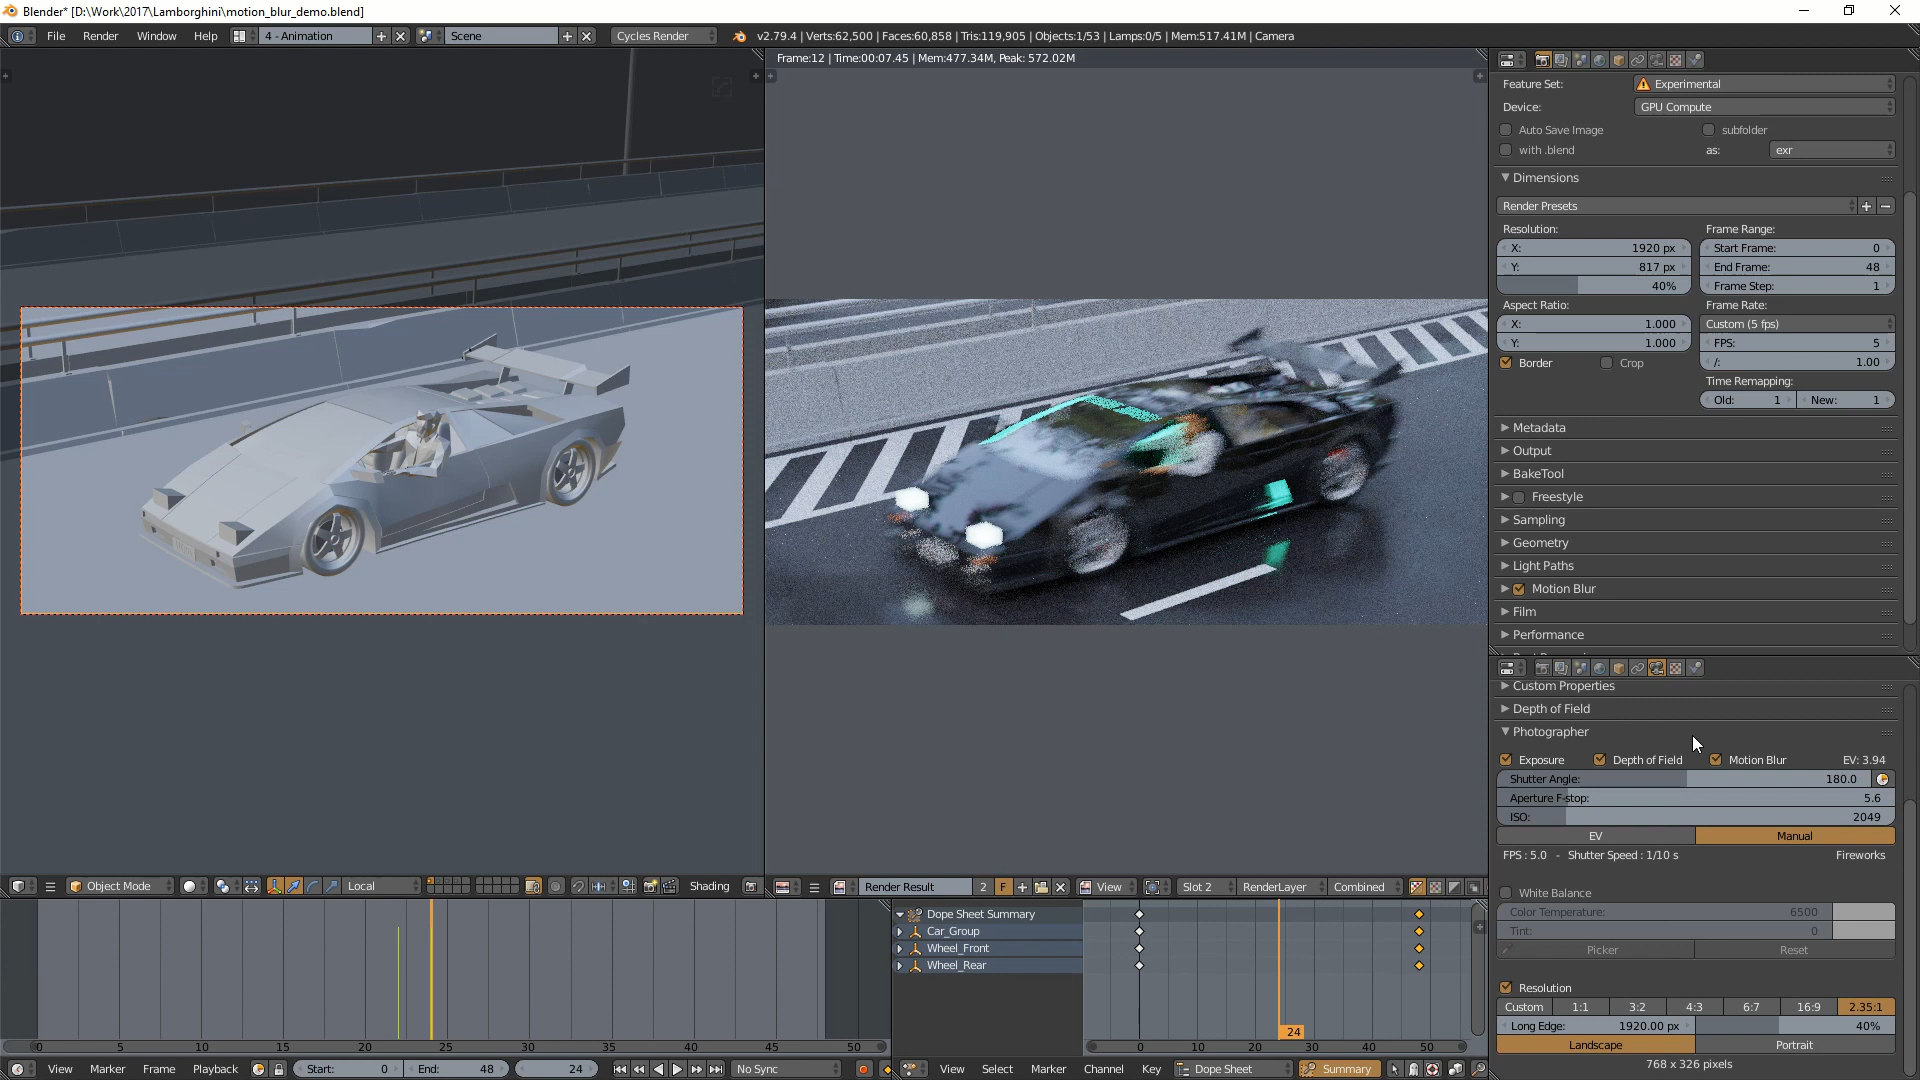 Blender* [D:\Work\2017\Lamborghini\motion_blur_demo.blend]
File Render Window Help 4 - Animation Scene Cycles Render v2.79.4 | Verts:62,500 | Faces:60,858 | Tris:119,905 | Objects:1/53 | Lamps:0/5 | Mem:517.41M | Camera
Frame:12 | Time:00:07.45 | Mem:477.34M, Peak: 572.02M
Feature Set: Experimental
Device: GPU Compute
Auto Save Image subfolder
with .blend as: exr
Dimensions
Render Presets
Resolution: Frame Range:
X: 1920 px Start Frame: 0
Y: 817 px End Frame: 48
40% Frame Step: 1
Aspect Ratio: Frame Rate:
X: 1.000 Custom (5 fps)
Y: 1.000 FPS: 5
Border Crop /: 1.00
Time Remapping:
Old: 1 New: 1
Metadata
Output
BakeTool
Freestyle
Sampling
Geometry
Light Paths
Motion Blur
Film
Performance
Custom Properties
Depth of Field
Photographer
Exposure Depth of Field Motion Blur EV: 3.94
Shutter Angle: 180.0
Aperture F-stop: 5.6
ISO: 2049
EV Manual
FPS : 5.0 - Shutter Speed : 1/10 s Fireworks
White Balance
Color Temperature: 6500
Tint: 0
Picker Reset
Resolution
Custom 1:1 3:2 4:3 6:7 16:9 2.35:1
Long Edge: 1920.00 px 40%
Landscape Portrait
768 x 326 pixels
Object Mode Local Shading
Render Result 2 F View Slot 2 RenderLayer Combined
Dope Sheet Summary
Car_Group
Wheel_Front
Wheel_Rear
24
0 5 10 15 20 25 30 35 40 45 50
0 10 20 30 40 50
View Marker Frame Playback Start: 0 End: 48 24 No Sync
View Select Marker Channel Key Dope Sheet Summary